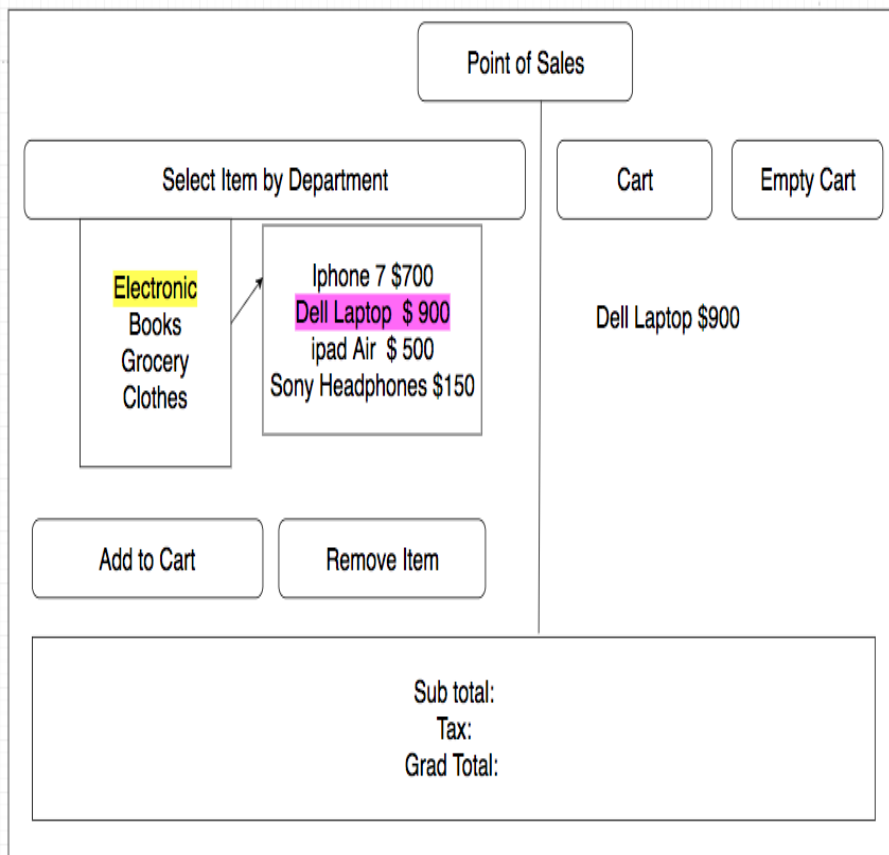 Point of Sales
Select Item by Department
Cart
Empty Cart
Electronic
Books
Grocery
Clothes
Iphone 7 $700
Dell Laptop $ 900
ipad Air $ 500
Sony Headphones $150
Dell Laptop $900
Add to Cart
Remove Item
Sub total:
Tax:
Grad Total: